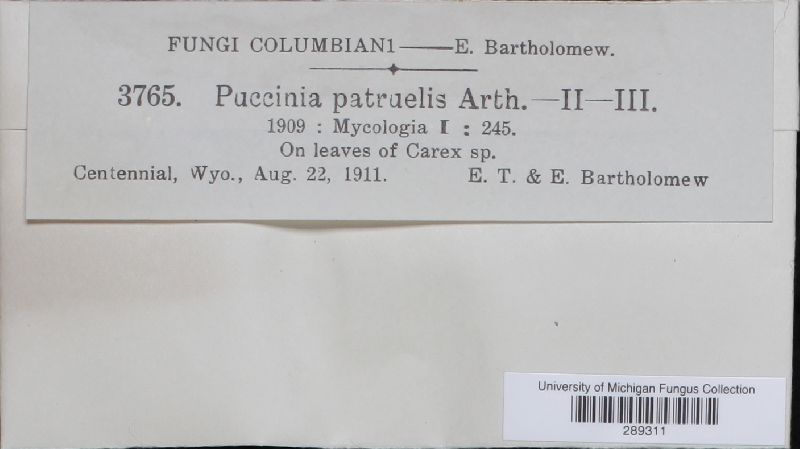 FUNGI COLUMBIANI——E. Bartholomew.
3765. Puccinia patruelis Arth.—II—III.
1909 : Mycologia I : 245.
On leaves of Carex sp.
Centennial, Wyo., Aug. 22, 1911. E. T. & E. Bartholomew
University of Michigan Fungus Collection
289311